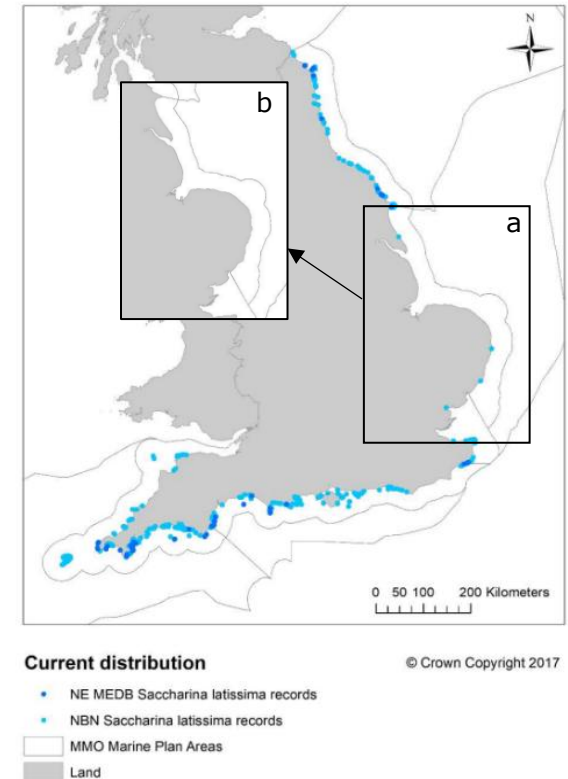 N
b
a
0 50 100 200 Kilometers
Current distribution
© Crown Copyright 2017
NE MEDB Saccharina latissima records
NBN Saccharina latissima records
MMO Marine Plan Areas
Land